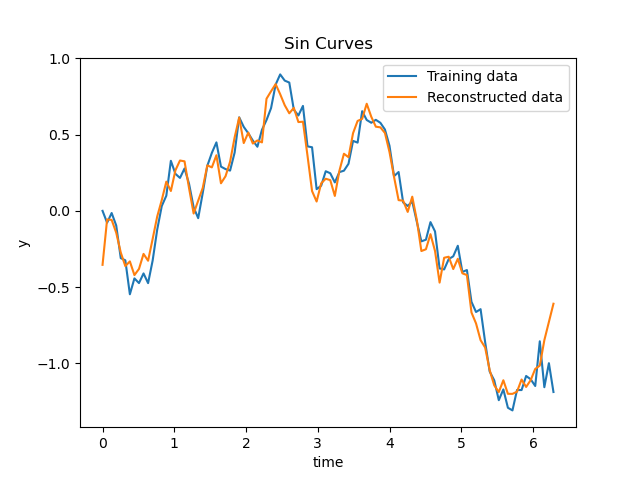 Sin Curves
Training data
Reconstructed data
1.0
0.5
0.0
−0.5
−1.0
y
0 1 2 3 4 5 6
time